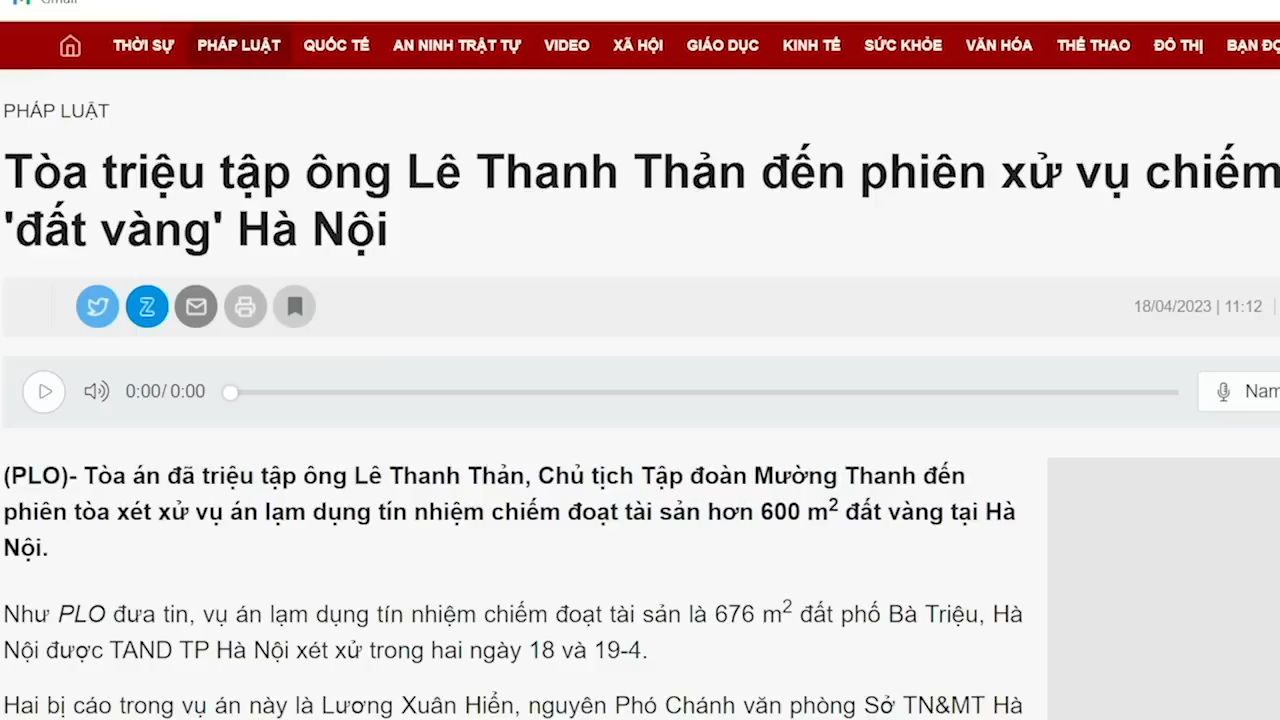 THỜI SỰ PHÁP LUẬT QUỐC TẾ AN NINH TRẬT TỰ VIDEO XÃ HỘI GIÁO DỤC KINH TẾ SỨC KHỎE VĂN HÓA THỂ THAO ĐÔ THỊ BẠN
PHÁP LUẬT
Tòa triệu tập ông Lê Thanh Thản đến phiên xử vụ chiếm
'đất vàng' Hà Nội
18/04/2023 | 11:12
0:00/ 0:00
(PLO)- Tòa án đã triệu tập ông Lê Thanh Thản, Chủ tịch Tập đoàn Mường Thanh đến
phiên tòa xét xử vụ án lạm dụng tín nhiệm chiếm đoạt tài sản hơn 600 m² đất vàng tại Hà
Nội.
Như PLO đưa tin, vụ án lạm dụng tín nhiệm chiếm đoạt tài sản là 676 m² đất phố Bà Triệu, Hà
Nội được TAND TP Hà Nội xét xử trong hai ngày 18 và 19-4.
Hai bị cáo trong vụ án này là Lương Xuân Hiển, nguyên Phó Chánh văn phòng Sở TN&MT Hà